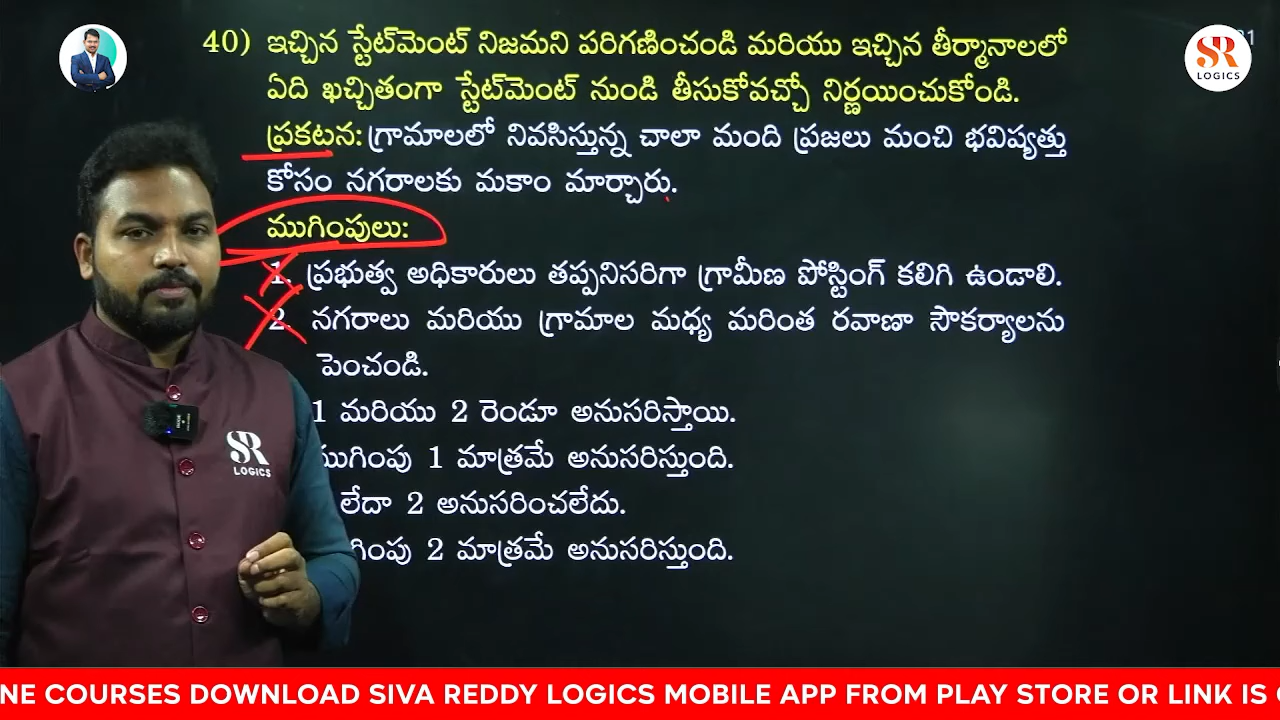 40) ఇచ్చిన స్టేట్‌మెంట్ నిజమని పరిగణించండి మరియు ఇచ్చిన తీర్మానాలలో
ఏది ఖచ్చితంగా స్టేట్‌మెంట్ నుండి తీసుకోవచ్చో నిర్ణయించుకోండి.
ప్రకటన: గ్రామాలలో నివసిస్తున్న చాలా మంది ప్రజలు మంచి భవిష్యత్తు
కోసం నగరాలకు మకాం మార్చారు.
ముగింపులు:
1. ప్రభుత్వ అధికారులు తప్పనిసరిగా గ్రామీణ పోస్టింగ్ కలిగి ఉండాలి.
2. నగరాలు మరియు గ్రామాల మధ్య మరింత రవాణా సౌకర్యాలను
పెంచండి.
1 మరియు 2 రెండూ అనుసరిస్తాయి.
ముగింపు 1 మాత్రమే అనుసరిస్తుంది.
లేదా 2 అనుసరించలేదు.
గింపు 2 మాత్రమే అనుసరిస్తుంది.
SR
LOGICS
SR
LOGICS
NE COURSES DOWNLOAD SIVA REDDY LOGICS MOBILE APP FROM PLAY STORE OR LINK IS